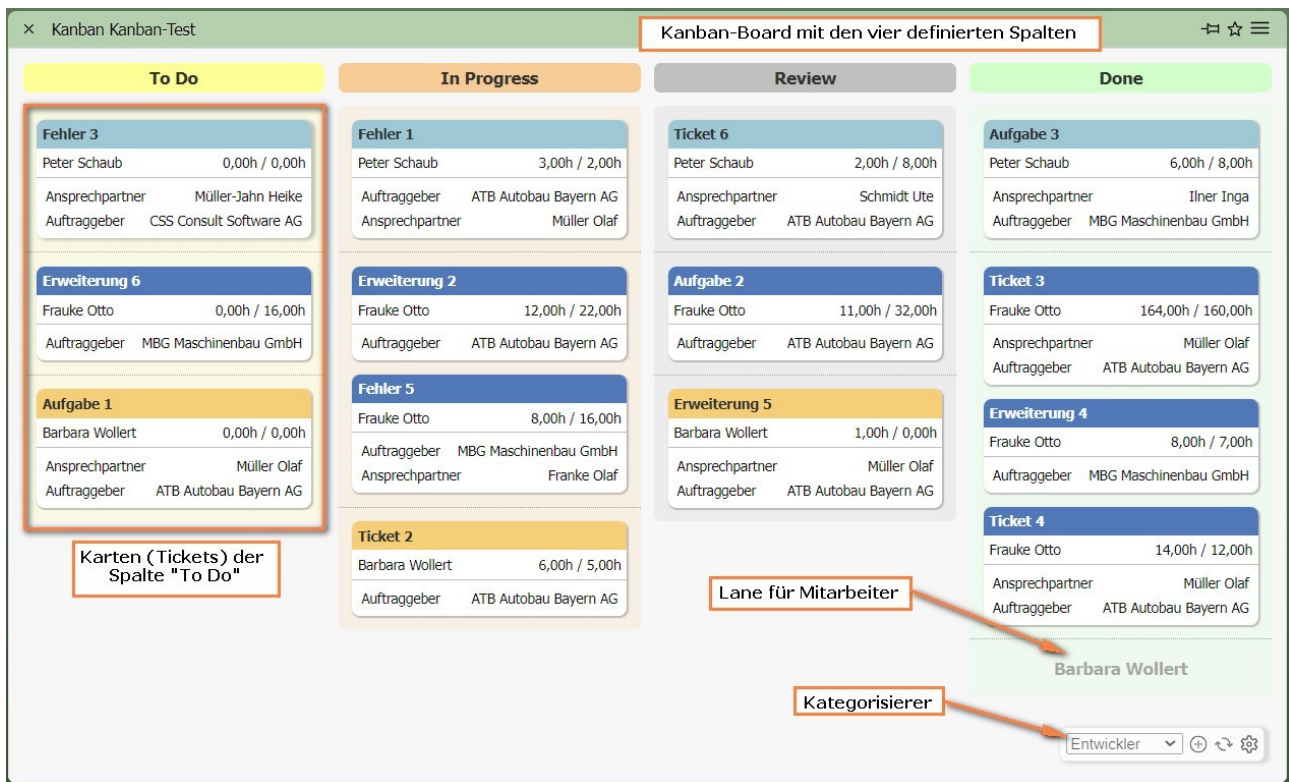 × Kanban Kanban-Test
Kanban-Board mit den vier definierten Spalten
To Do
Fehler 3
Peter Schaub 0,00h / 0,00h
Ansprechpartner Müller-Jahn Heike
Auftraggeber CSS Consult Software AG
Erweiterung 6
Frauke Otto 0,00h / 16,00h
Auftraggeber MBG Maschinenbau GmbH
Aufgabe 1
Barbara Wollert 0,00h / 0,00h
Ansprechpartner Müller Olaf
Auftraggeber ATB Autobau Bayern AG
Karten (Tickets) der
Spalte "To Do"
In Progress
Fehler 1
Peter Schaub 3,00h / 2,00h
Auftraggeber ATB Autobau Bayern AG
Ansprechpartner Müller Olaf
Erweiterung 2
Frauke Otto 12,00h / 22,00h
Auftraggeber ATB Autobau Bayern AG
Fehler 5
Frauke Otto 8,00h / 16,00h
Auftraggeber MBG Maschinenbau GmbH
Ansprechpartner Franke Olaf
Ticket 2
Barbara Wollert 6,00h / 5,00h
Auftraggeber ATB Autobau Bayern AG
Review
Ticket 6
Peter Schaub 2,00h / 8,00h
Ansprechpartner Schmidt Ute
Auftraggeber ATB Autobau Bayern AG
Aufgabe 2
Frauke Otto 11,00h / 32,00h
Auftraggeber ATB Autobau Bayern AG
Erweiterung 5
Barbara Wollert 1,00h / 0,00h
Ansprechpartner Müller Olaf
Auftraggeber ATB Autobau Bayern AG
Done
Aufgabe 3
Peter Schaub 6,00h / 8,00h
Ansprechpartner Ilner Inga
Auftraggeber MBG Maschinenbau GmbH
Ticket 3
Frauke Otto 164,00h / 160,00h
Ansprechpartner Müller Olaf
Auftraggeber ATB Autobau Bayern AG
Erweiterung 4
Frauke Otto 8,00h / 7,00h
Auftraggeber MBG Maschinenbau GmbH
Ticket 4
Frauke Otto 14,00h / 12,00h
Ansprechpartner Müller Olaf
Auftraggeber ATB Autobau Bayern AG
Lane für Mitarbeiter
Barbara Wollert
Kategorisierer
Entwickler